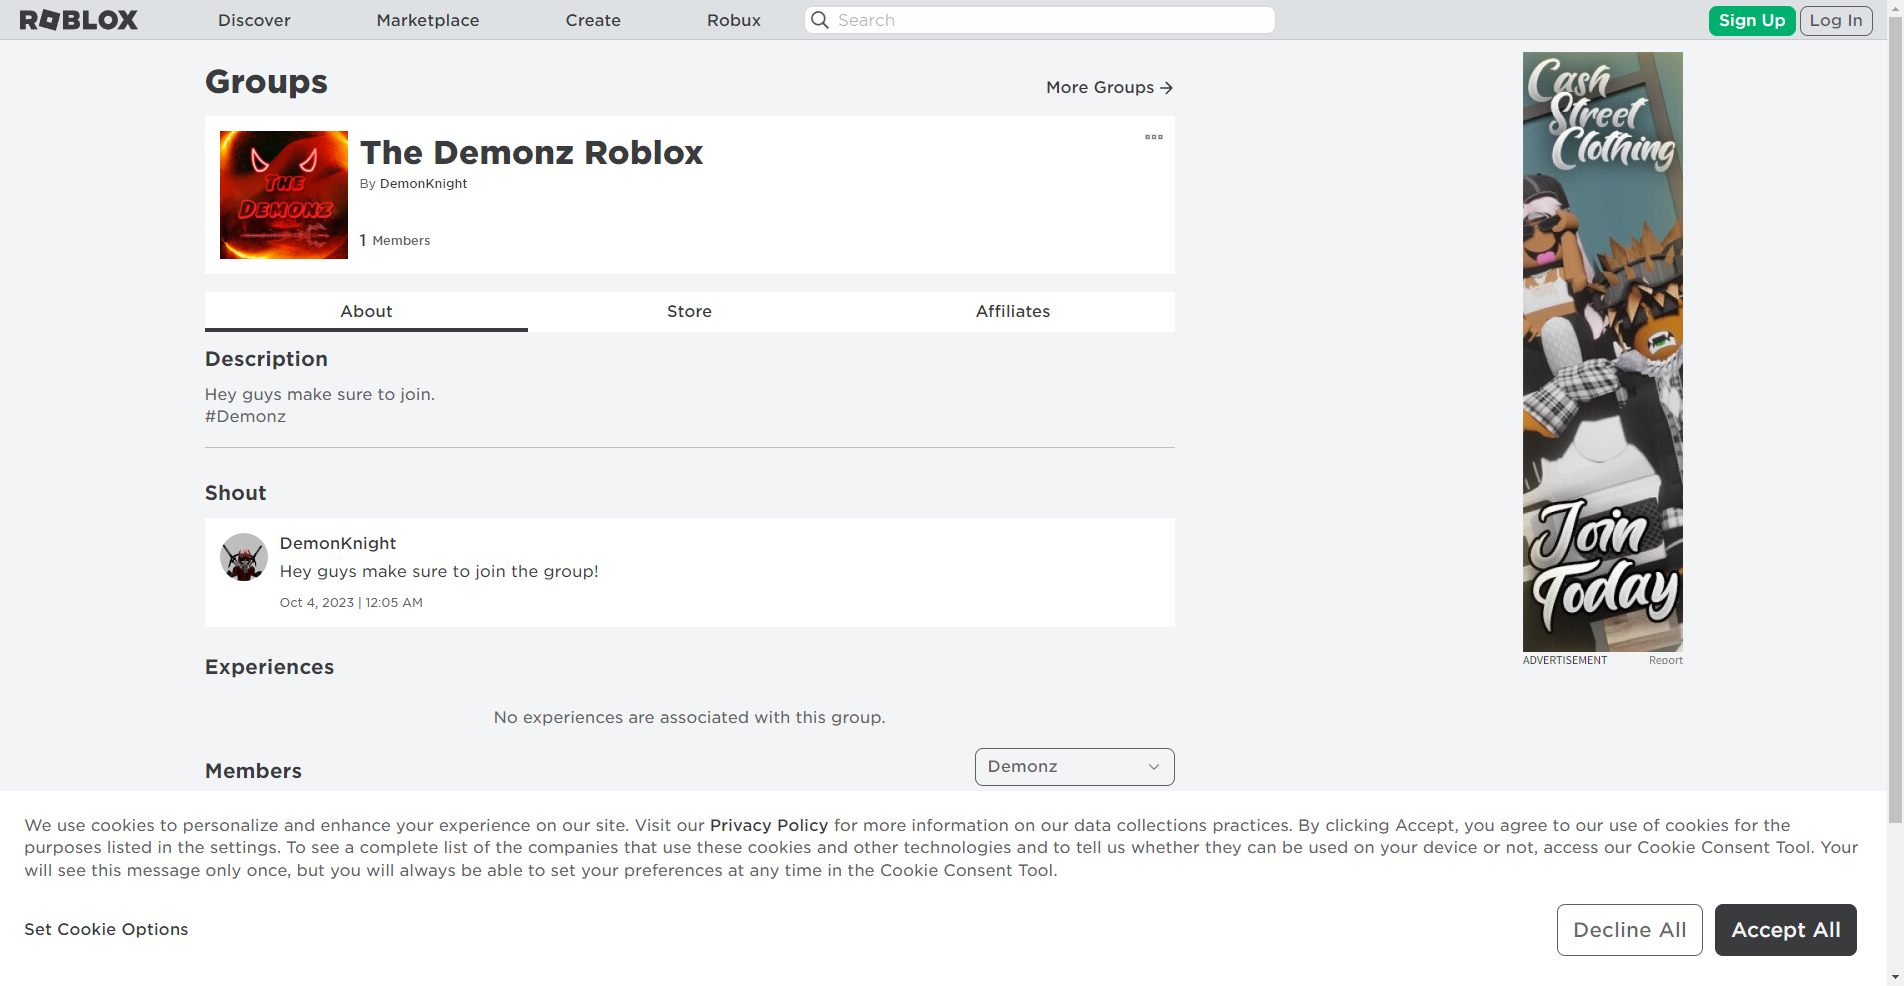 ROBLOX
Discover
Marketplace
Create
Robux
Search
Sign Up
Log In
Groups
More Groups →
The Demonz
The Demonz Roblox
By DemonKnight
1 Members
About
Store
Affiliates
Description
Hey guys make sure to join.
#Demonz
Shout
DemonKnight
Hey guys make sure to join the group!
Oct 4, 2023 | 12:05 AM
Experiences
No experiences are associated with this group.
Members
Demonz
Cash
Street
Clothing
Join
Today
ADVERTISEMENT
Report
We use cookies to personalize and enhance your experience on our site. Visit our Privacy Policy for more information on our data collections practices. By clicking Accept, you agree to our use of cookies for the
purposes listed in the settings. To see a complete list of the companies that use these cookies and other technologies and to tell us whether they can be used on your device or not, access our Cookie Consent Tool. Your
will see this message only once, but you will always be able to set your preferences at any time in the Cookie Consent Tool.
Set Cookie Options
Decline All
Accept All